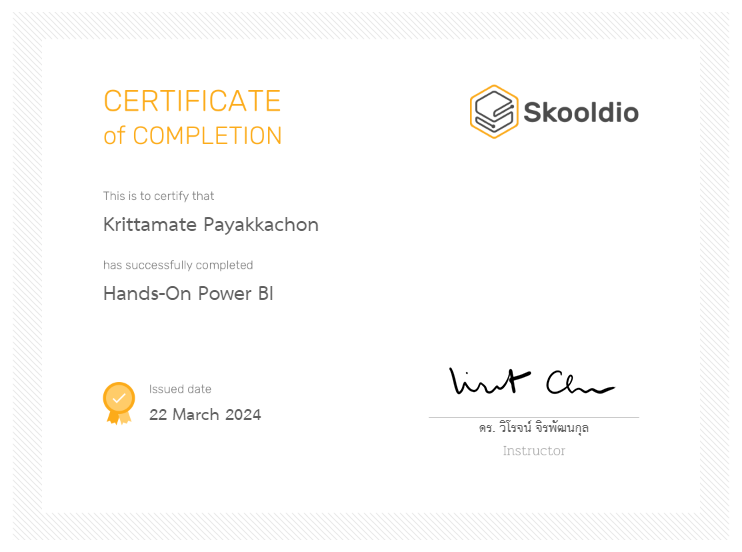 CERTIFICATE
of COMPLETION
Skooldio
This is to certify that
Krittamate Payakkachon
has successfully completed
Hands-On Power BI
Issued date
22 March 2024
ดร. วิโรจน์ จิรพัฒนกุล
Instructor